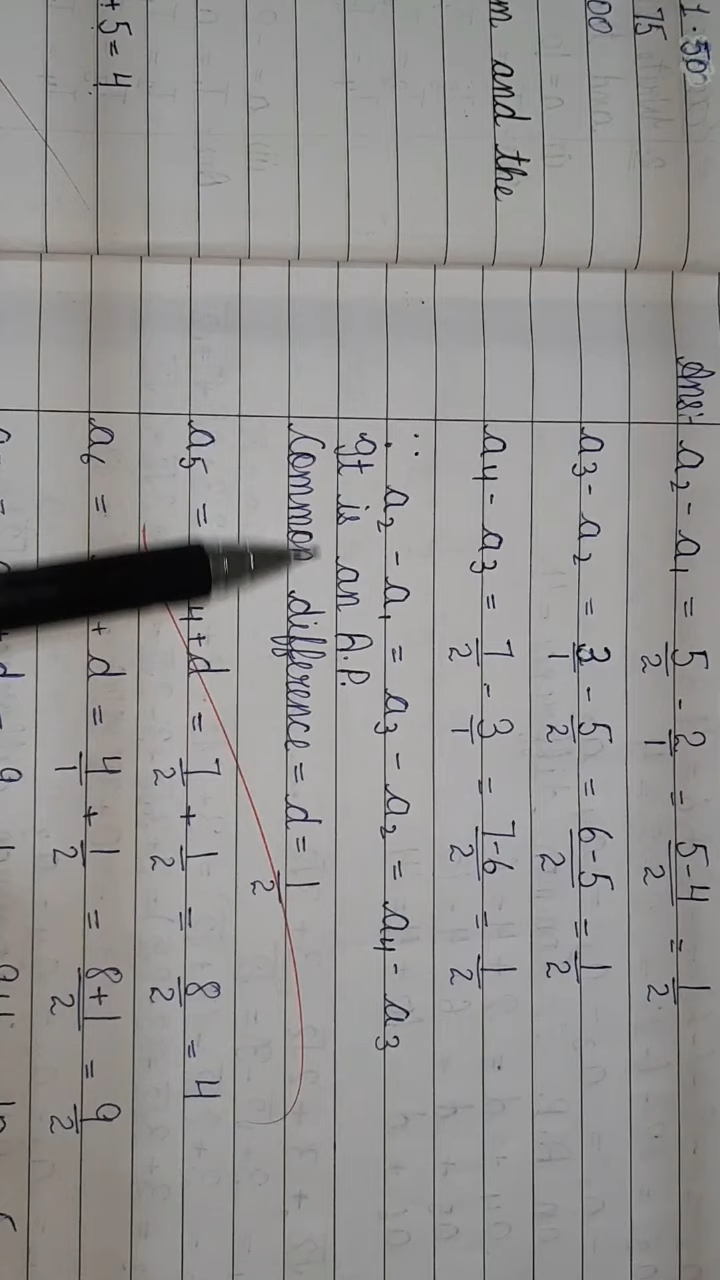 1.50
75
00
m and the
+5 = 4
Ans:- a₂ - a₁ = 5/2 - 2/1 = 5-4/2 = 1/2
a₃ - a₂ = 3/1 - 5/2 = 6-5/2 = 1/2
a₄ - a₃ = 7/2 - 3/1 = 7-6/2 = 1/2
∵ a₂ - a₁ = a₃ - a₂ = a₄ - a₃
It is an A.P.
Common difference = d = 1/2
a₅ = 4+d = 7/2 + 1/2 = 8/2 = 4
a₆ = + d = 4/1 + 1/2 = 8+1/2 = 9/2